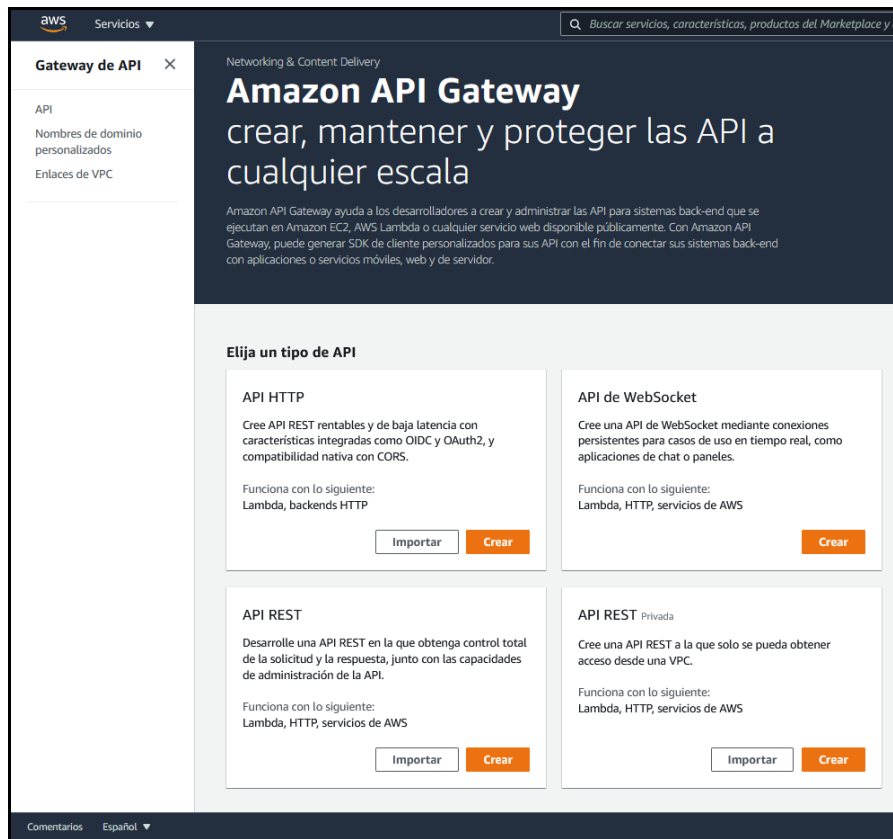 aws
Servicios ▼
Buscar servicios, características, productos del Marketplace y
Gateway de API ✕
API
Nombres de dominio
personalizados
Enlaces de VPC
Networking & Content Delivery
Amazon API Gateway
crear, mantener y proteger las API a
cualquier escala
Amazon API Gateway ayuda a los desarrolladores a crear y administrar las API para sistemas back-end que se
ejecutan en Amazon EC2, AWS Lambda o cualquier servicio web disponible públicamente. Con Amazon API
Gateway, puede generar SDK de cliente personalizados para sus API con el fin de conectar sus sistemas back-end
con aplicaciones o servicios móviles, web y de servidor.
Elija un tipo de API
API HTTP
Cree API REST rentables y de baja latencia con
características integradas como OIDC y OAuth2, y
compatibilidad nativa con CORS.
Funciona con lo siguiente:
Lambda, backends HTTP
Importar
Crear
API de WebSocket
Cree una API de WebSocket mediante conexiones
persistentes para casos de uso en tiempo real, como
aplicaciones de chat o paneles.
Funciona con lo siguiente:
Lambda, HTTP, servicios de AWS
Crear
API REST
Desarrolle una API REST en la que obtenga control total
de la solicitud y la respuesta, junto con las capacidades
de administración de la API.
Funciona con lo siguiente:
Lambda, HTTP, servicios de AWS
Importar
Crear
API REST Privada
Cree una API REST a la que solo se pueda obtener
acceso desde una VPC.
Funciona con lo siguiente:
Lambda, HTTP, servicios de AWS
Importar
Crear
Comentarios
Español ▼